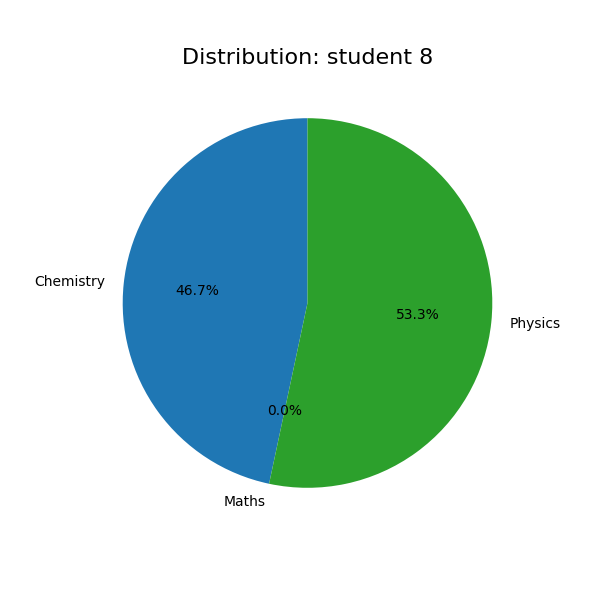 Distribution: student 8
Chemistry
46.7%
53.3%
Physics
0.0%
Maths